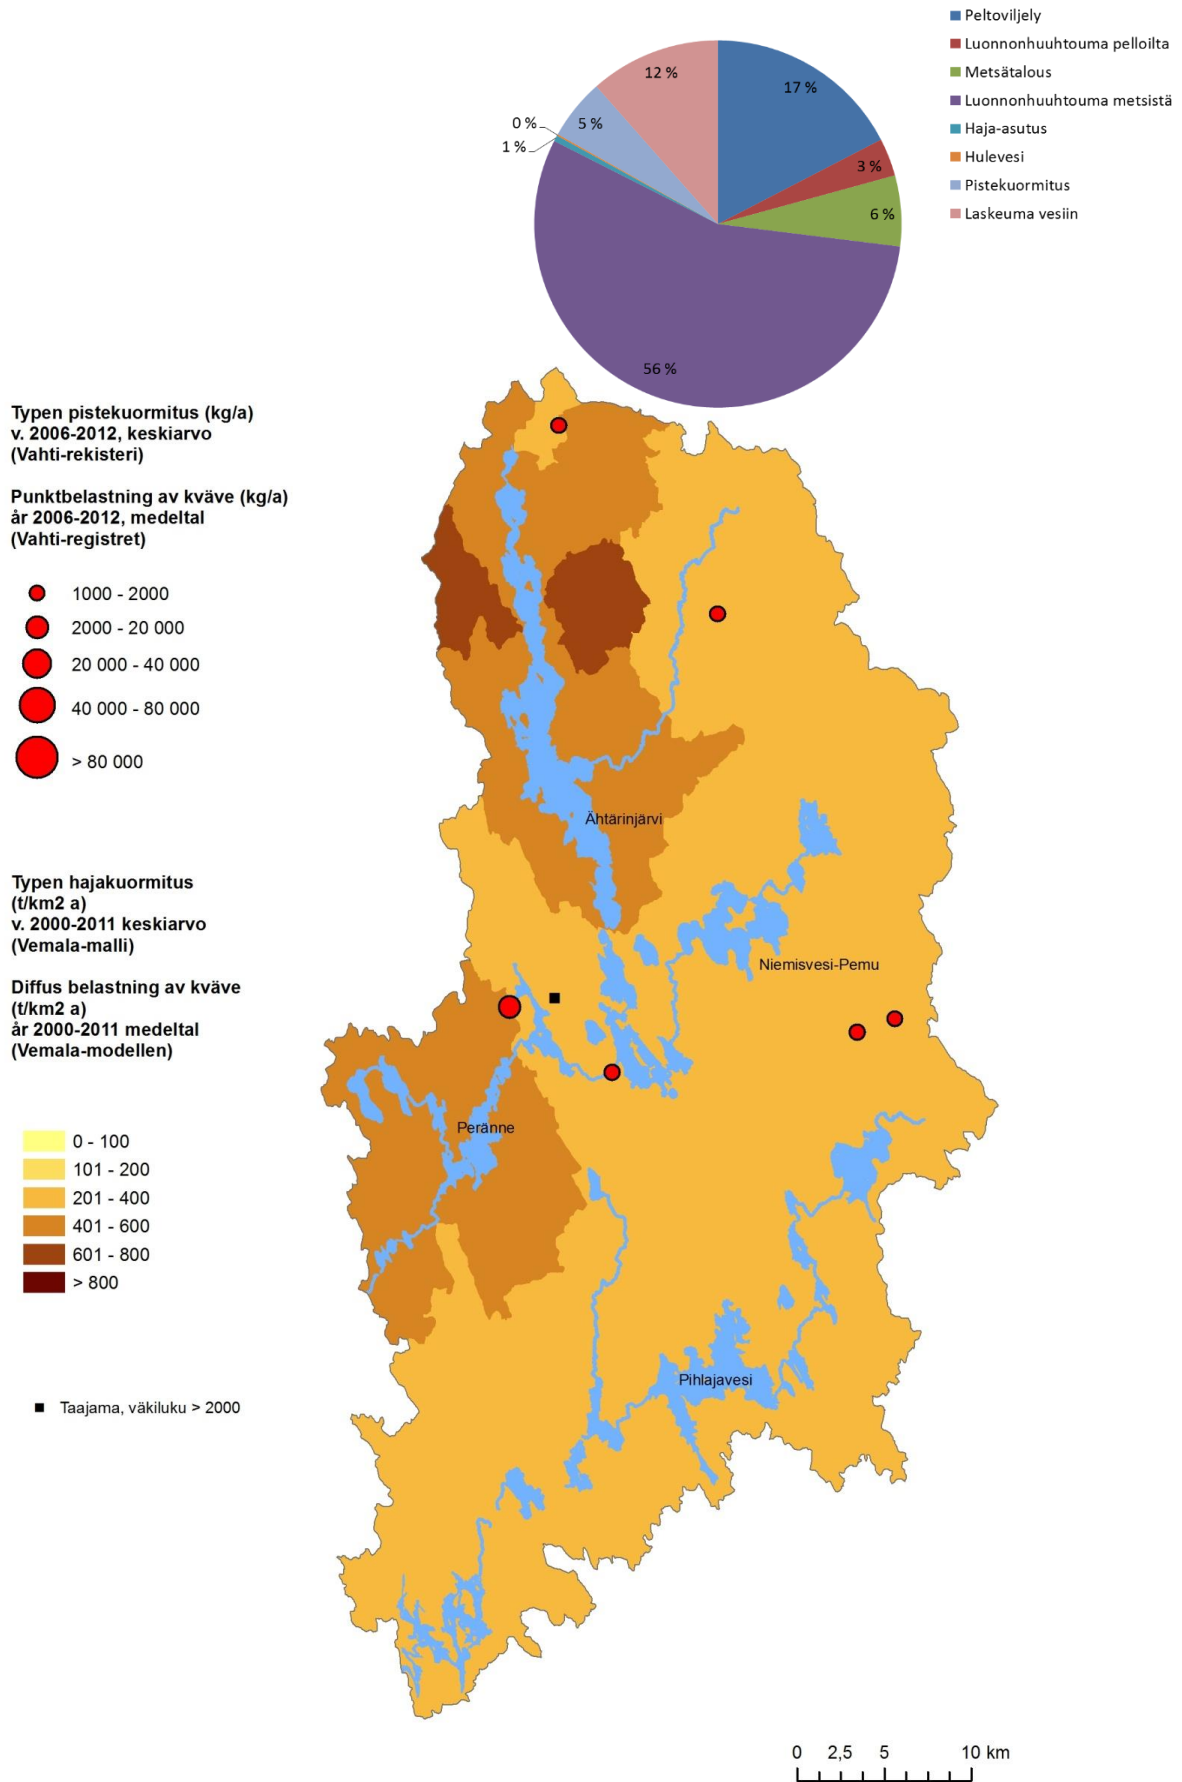 Peltoviljely
Luonnonhuuhtouma pelloilta
Metsätalous
Luonnonhuuhtouma metsistä
Haja-asutus
Hulevesi
Pistekuormitus
Laskeuma vesiin
12 %
17 %
5 %
0 %
1 %
3 %
6 %
56 %
Typen pistekuormitus (kg/a)
v. 2006-2012, keskiarvo
(Vahti-rekisteri)
Punktbelastning av kväve (kg/a)
år 2006-2012, medeltal
(Vahti-registret)
1000 - 2000
2000 - 20 000
20 000 - 40 000
40 000 - 80 000
> 80 000
Typen hajakuormitus
(t/km2 a)
v. 2000-2011 keskiarvo
(Vemala-malli)
Diffus belastning av kväve
(t/km2 a)
år 2000-2011 medeltal
(Vemala-modellen)
0 - 100
101 - 200
201 - 400
401 - 600
601 - 800
> 800
Taajama, väkiluku > 2000
Ähtärinjärvi
Niemisvesi-Pemu
Peränne
Pihlajavesi
0 2,5 5 10 km